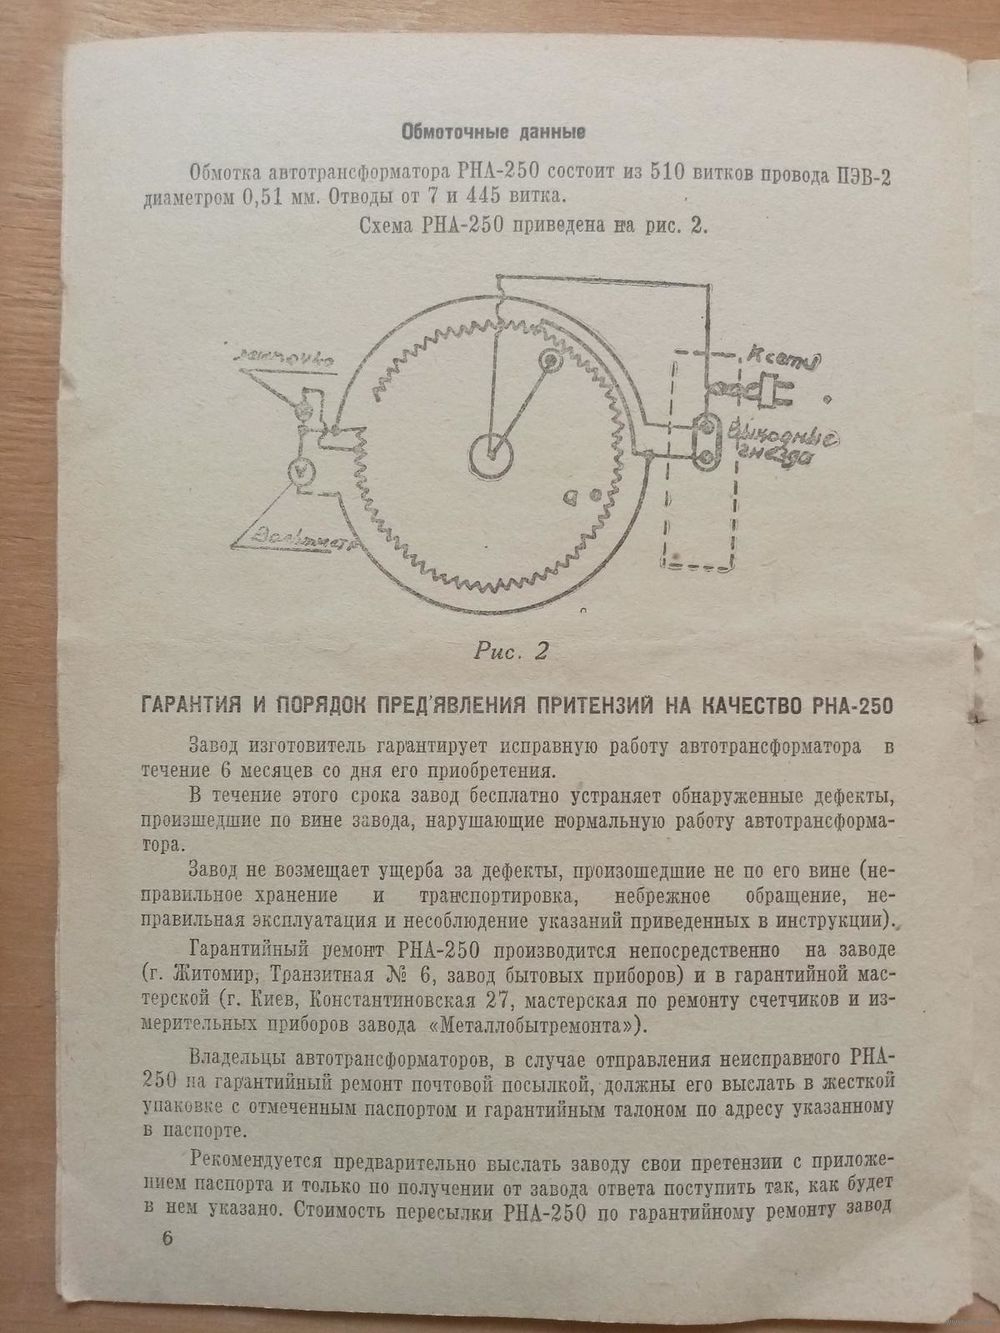 Обмоточные данные
Обмотка автотрансформатора РНА-250 состоит из 510 витков провода ПЭВ-2
диаметром 0,51 мм. Отводы от 7 и 445 витка.
Схема РНА-250 приведена на рис. 2.
К сети
Выходные
гнезда
Вольтметр
V
Рис. 2
ГАРАНТИЯ И ПОРЯДОК ПРЕД'ЯВЛЕНИЯ ПРИТЕНЗИЙ НА КАЧЕСТВО РНА-250
Завод изготовитель гарантирует исправную работу автотрансформатора в
течение 6 месяцев со дня его приобретения.
В течение этого срока завод бесплатно устраняет обнаруженные дефекты,
произшедшие по вине завода, нарушающие нормальную работу автотрансформа-
тора.
Завод не возмещает ущерба за дефекты, произошедшие не по его вине (не-
правильное хранение и транспортировка, небрежное обращение, не-
правильная эксплуатация и несоблюдение указаний приведенных в инструкции).
Гарантийный ремонт РНА-250 производится непосредственно на заводе
(г. Житомир, Транзитная № 6, завод бытовых приборов) и в гарантийной мас-
терской (г. Киев, Константиновская 27, мастерская по ремонту счетчиков и из-
мерительных приборов завода «Металлобытремонта»).
Владельцы автотрансформаторов, в случае отправления неисправного РНА-
250 на гарантийный ремонт почтовой посылкой, должны его выслать в жесткой
упаковке с отмеченным паспортом и гарантийным талоном по адресу указанному
в паспорте.
Рекомендуется предварительно выслать заводу свои претензии с приложе-
нием паспорта и только по получении от завода ответа поступить так, как будет
в нем указано. Стоимость пересылки РНА-250 по гарантийному ремонту завод
6